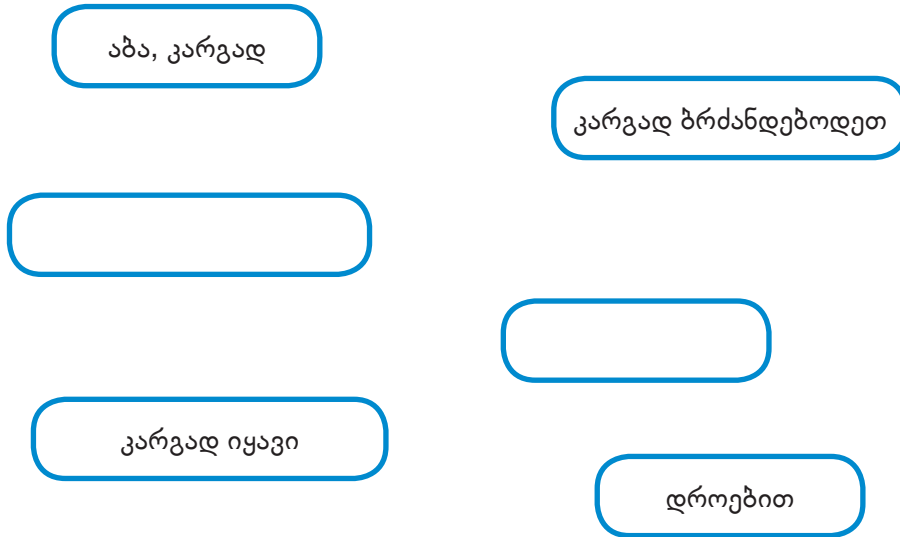 აბა, კარგად
კარგად ბრძანდებოდეთ
კარგად იყავი
დროებით